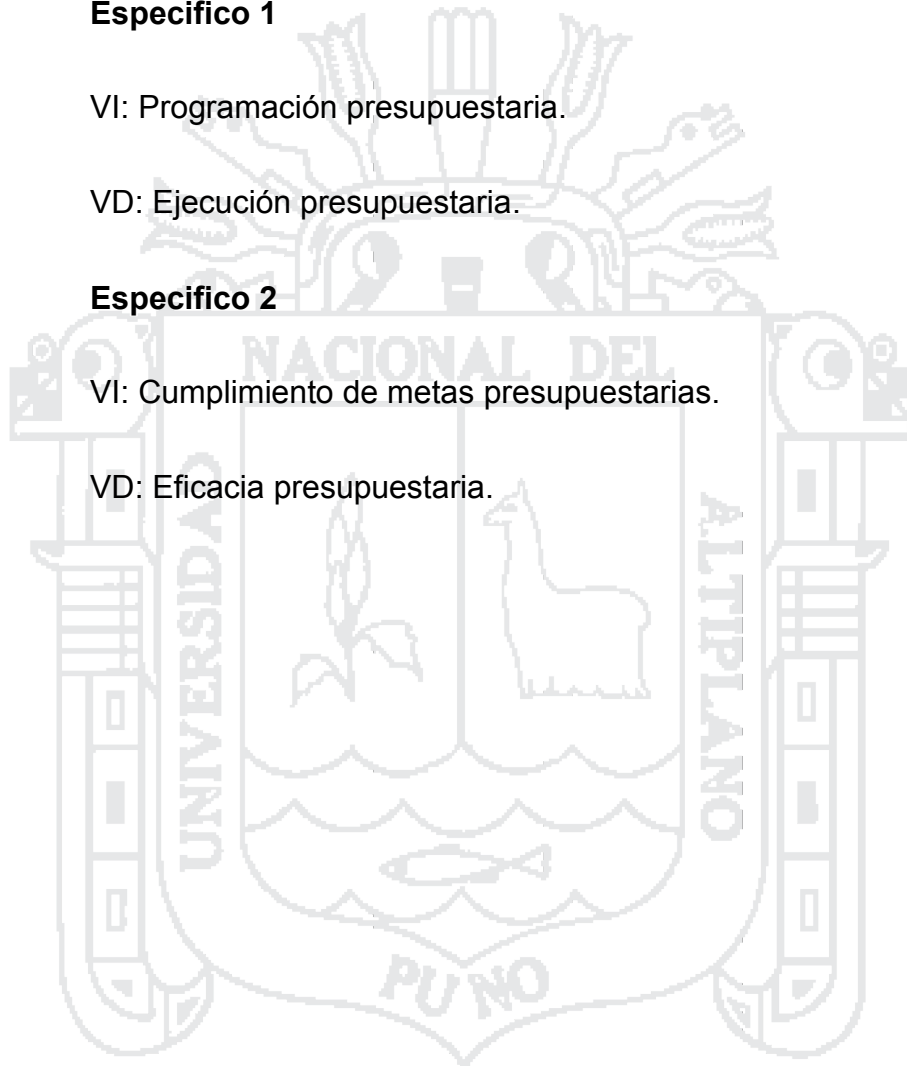 Especifico 1
VI: Programación presupuestaria.
VD: Ejecución presupuestaria.
Especifico 2
NACIONAL DEL
VI: Cumplimiento de metas presupuestarias.
VD: Eficacia presupuestaria.
UNIVERSIDAD
ALTIPLANO
PUNO